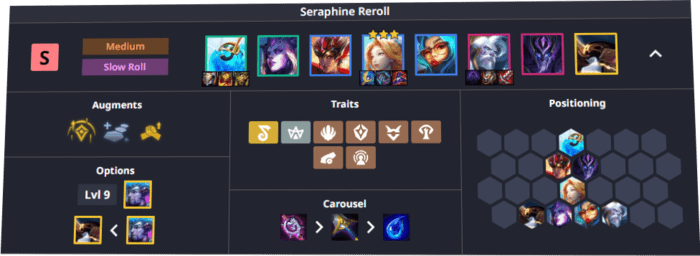 Seraphine Reroll
S
Medium
Slow Roll
Augments
Traits
Positioning
Options
Lvl 9
<
Carousel
> >